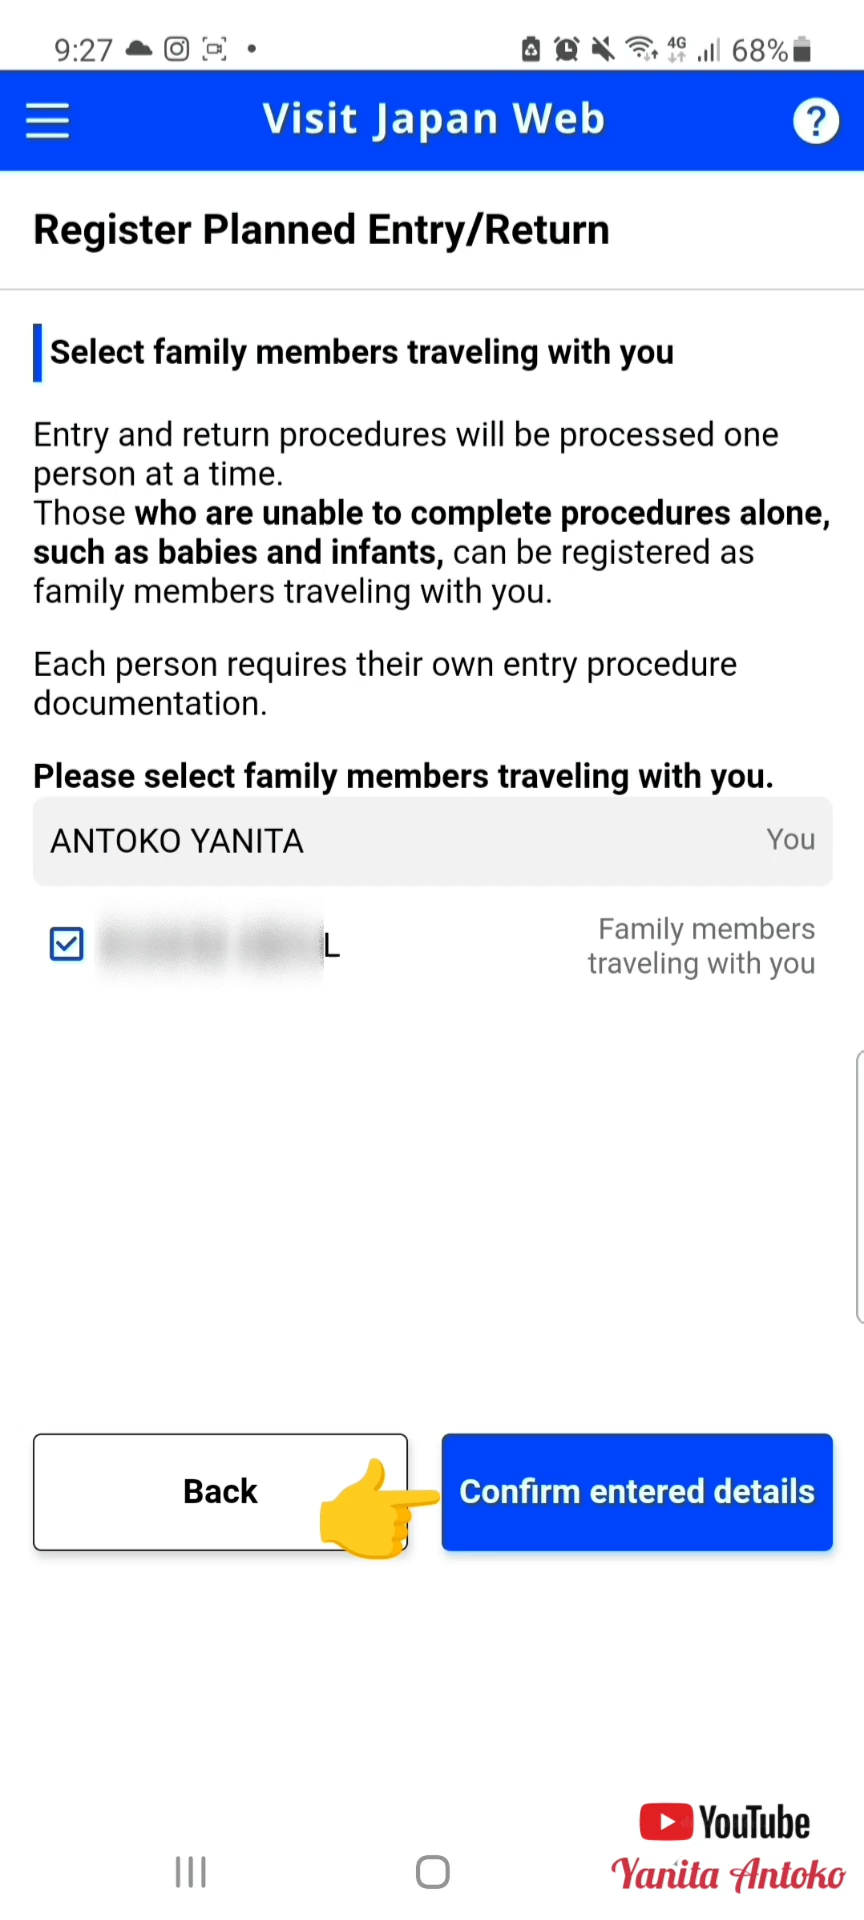 9:27
4G
68%
Visit Japan Web
?
Register Planned Entry/Return
Select family members traveling with you
Entry and return procedures will be processed one
person at a time.
Those who are unable to complete procedures alone,
such as babies and infants, can be registered as
family members traveling with you.
Each person requires their own entry procedure
documentation.
Please select family members traveling with you.
ANTOKO YANITA
You
L
Family members
traveling with you
Back
Confirm entered details
YouTube
Yanita Antoko